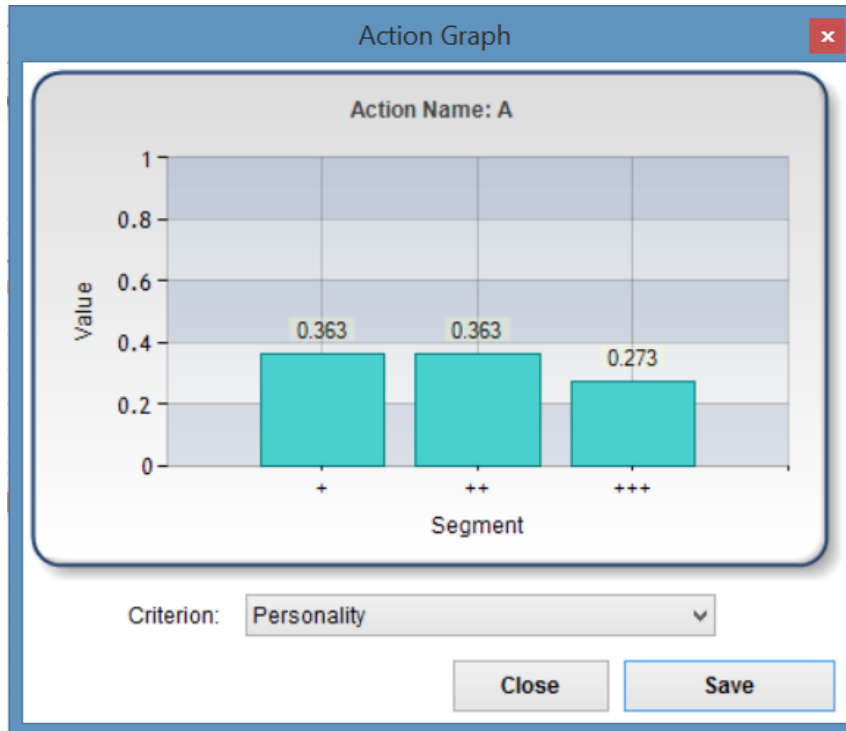 Action Graph
x
Action Name: A
1
0.8
0.6
0.4
0.2
0
Value
0.363 0.363 0.273
+ ++ +++
Segment
Criterion: Personality
Close Save